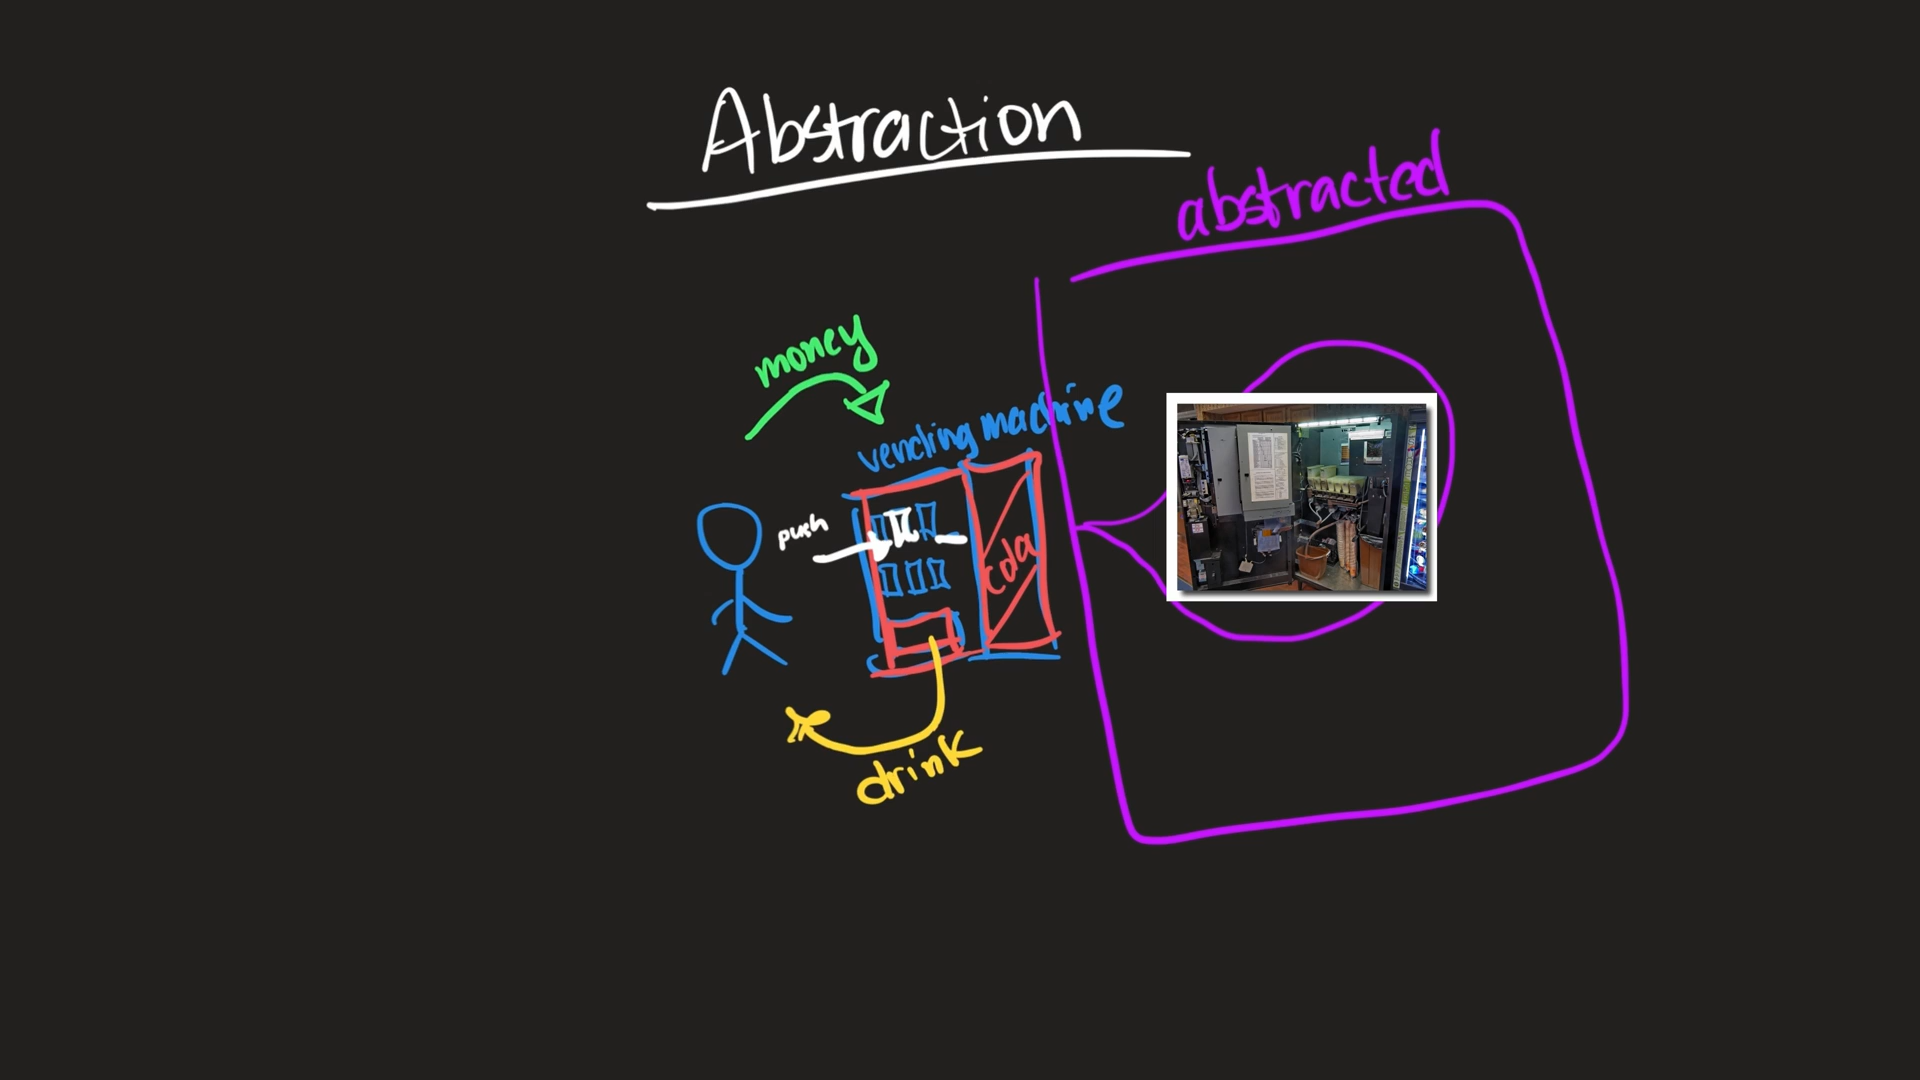 Abstraction
abstracted
money
vending machine
push
cola
drink